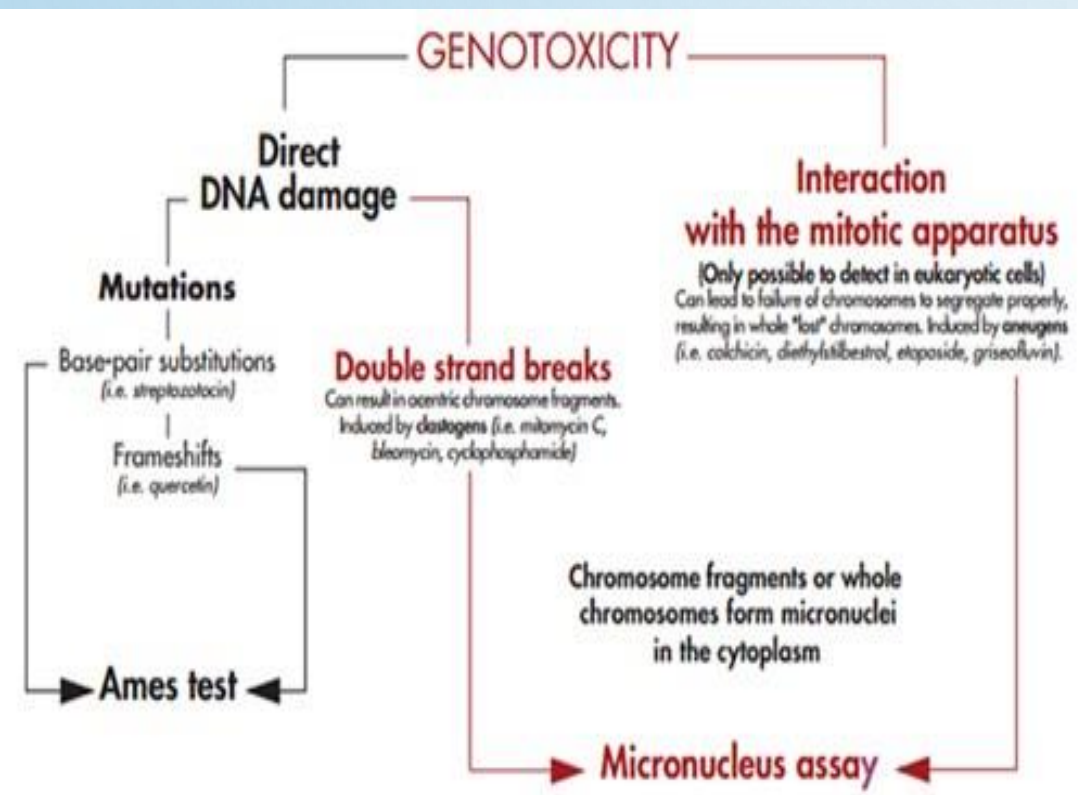 GENOTOXICITY
Direct
DNA damage
Mutations
Base-pair substitutions
(i.e. streptozotocin)
Frameshifts
(i.e. quercetin)
Ames test
Double strand breaks
Can result in acentric chromosome fragments.
Induced by clastogens (i.e. mitomycin C,
bleomycin, cyclophosphamide)
Interaction
with the mitotic apparatus
(Only possible to detect in eukaryotic cells)
Can lead to failure of chromosomes to segregate properly,
resulting in whole "lost" chromosomes. Induced by aneugens
(i.e. colchicin, diethylstilbestrol, etoposide, griseofluvin).
Chromosome fragments or whole
chromosomes form micronuclei
in the cytoplasm
Micronucleus assay